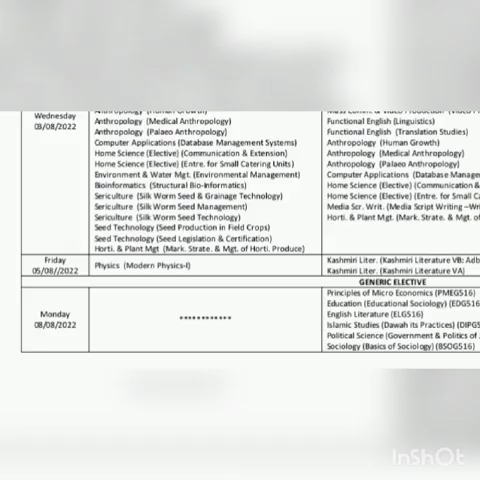 Wednesday
03/08/2022
Anthropology (Medical Anthropology)
Anthropology (Palaeo Anthropology)
Computer Applications (Database Management Systems)
Home Science (Elective) (Communication & Extension)
Home Science (Elective) (Entre. for Small Catering Units)
Environment & Water Mgt. (Environmental Management)
Bioinformatics (Structural Bio-Informatics)
Sericulture (Silk Worm Seed & Grainage Technology)
Sericulture (Silk Worm Seed Management)
Sericulture (Silk Worm Seed Technology)
Seed Technology (Seed Production in Field Crops)
Seed Technology (Seed Legislation & Certification)
Horti. & Plant Mgt (Mark. Strate. & Mgt. of Horti. Produce)
Functional English (Linguistics)
Functional English (Translation Studies)
Anthropology (Human Growth)
Anthropology (Medical Anthropology)
Anthropology (Palaeo Anthropology)
Computer Applications (Database Manage
Home Science (Elective) (Communication &
Home Science (Elective) (Entre. for Small Ca
Media Scr. Writ. (Media Script Writing –Wri
Horti. & Plant Mgt. (Mark. Strate. & Mgt. of
Friday
05/08//2022
Physics (Modern Physics-I)
Kashmiri Liter. (Kashmiri Literature VB: Adb
Kashmiri Liter. (Kashmiri Literature VA)
GENERIC ELECTIVE
Monday
08/08/2022
************
Principles of Micro Economics (PMEG516)
Education (Educational Sociology) (EDG516
English Literature (ELG516)
Islamic Studies (Dawah its Practices) (DIPG5
Political Science (Government & Politics of
Sociology (Basics of Sociology) (BSOG516)
InShOt